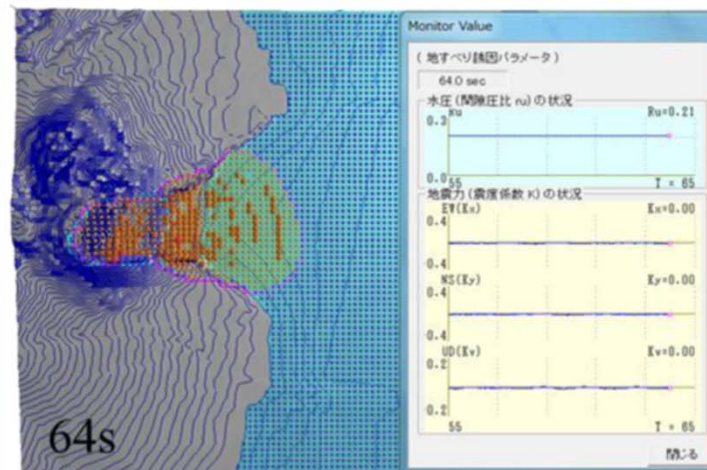 Monitor Value
( 地すべり誘因パラメータ )
64.0 sec
水圧(間隙圧比 ru)の状況
0.3
Ru
Ru=0.21
0.0
55
T = 65
地震力(震度係数 K)の状況
EW(Kx)
Kx=0.00
0.4
-0.4
NS(Ky)
Ky=0.00
0.4
0.4
UD(Kv)
Kv=0.00
0.2
0.2
55
T = 65
閉じる
64s